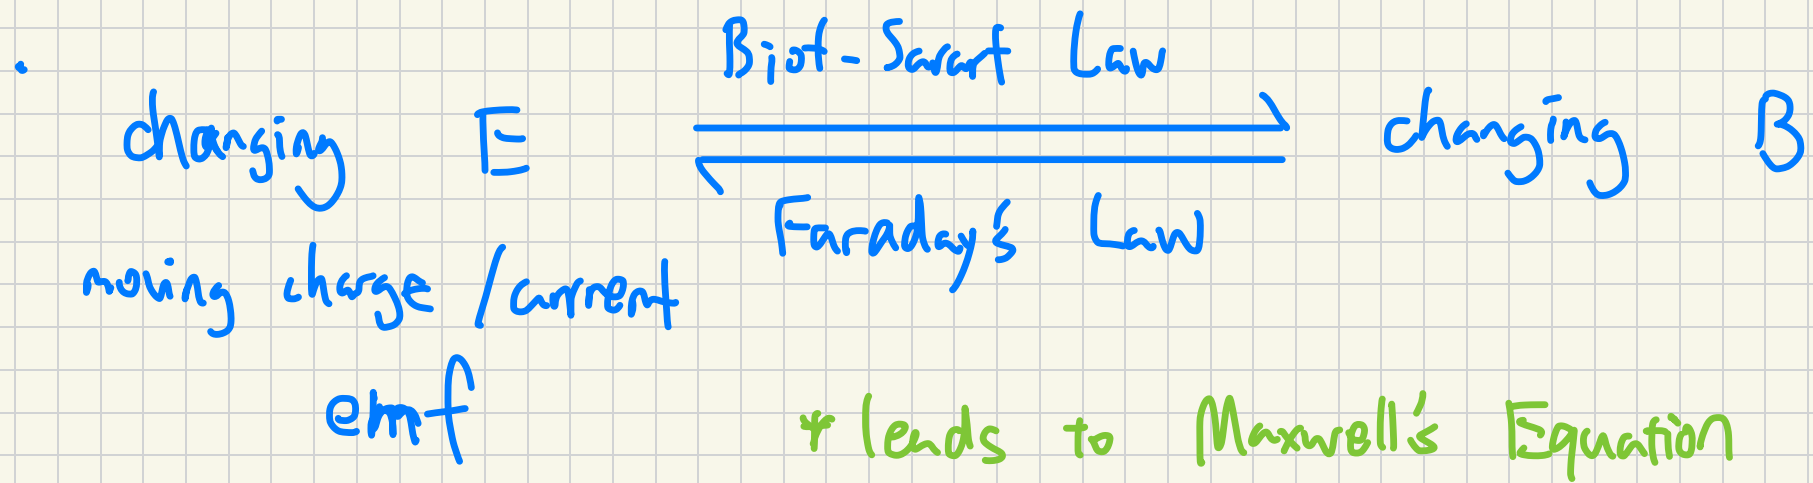 Biot-Savart Law
changing E changing B
Faraday's Law
moving charge / current
emf
* leads to Maxwell's Equation